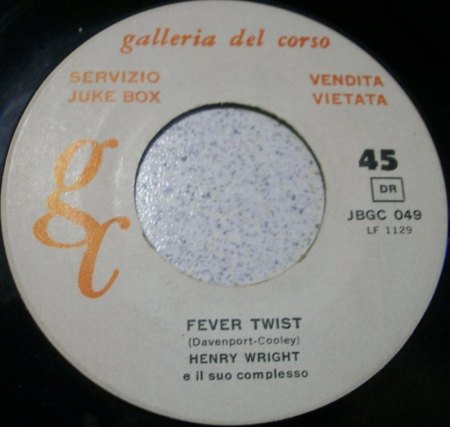 galleria del corso
SERVIZIO
JUKE BOX
VENDITA
VIETATA
gc
45
DR
JBGC 049
LF 1129
FEVER TWIST
(Davenport-Cooley)
HENRY WRIGHT
e il suo complesso